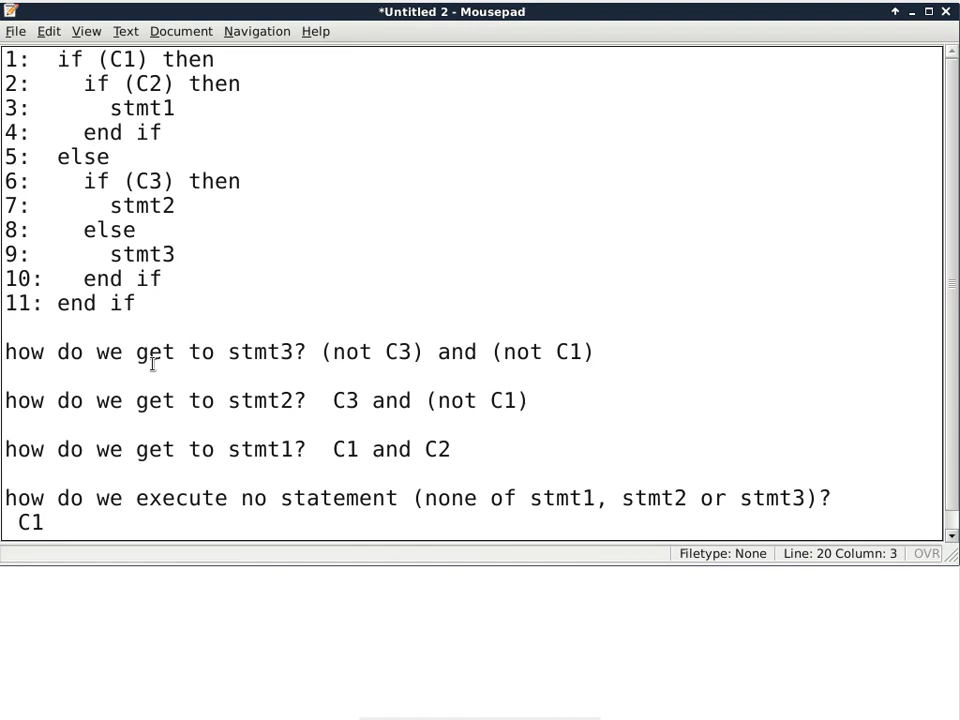 *Untitled 2 - Mousepad
File Edit View Text Document Navigation Help
1:  if (C1) then
2:    if (C2) then
3:      stmt1
4:    end if
5:  else
6:    if (C3) then
7:      stmt2
8:    else
9:      stmt3
10:   end if
11: end if
how do we get to stmt3? (not C3) and (not C1)
how do we get to stmt2?  C3 and (not C1)
how do we get to stmt1?  C1 and C2
how do we execute no statement (none of stmt1, stmt2 or stmt3)?
 C1
Filetype: None Line: 20 Column: 3 OVR